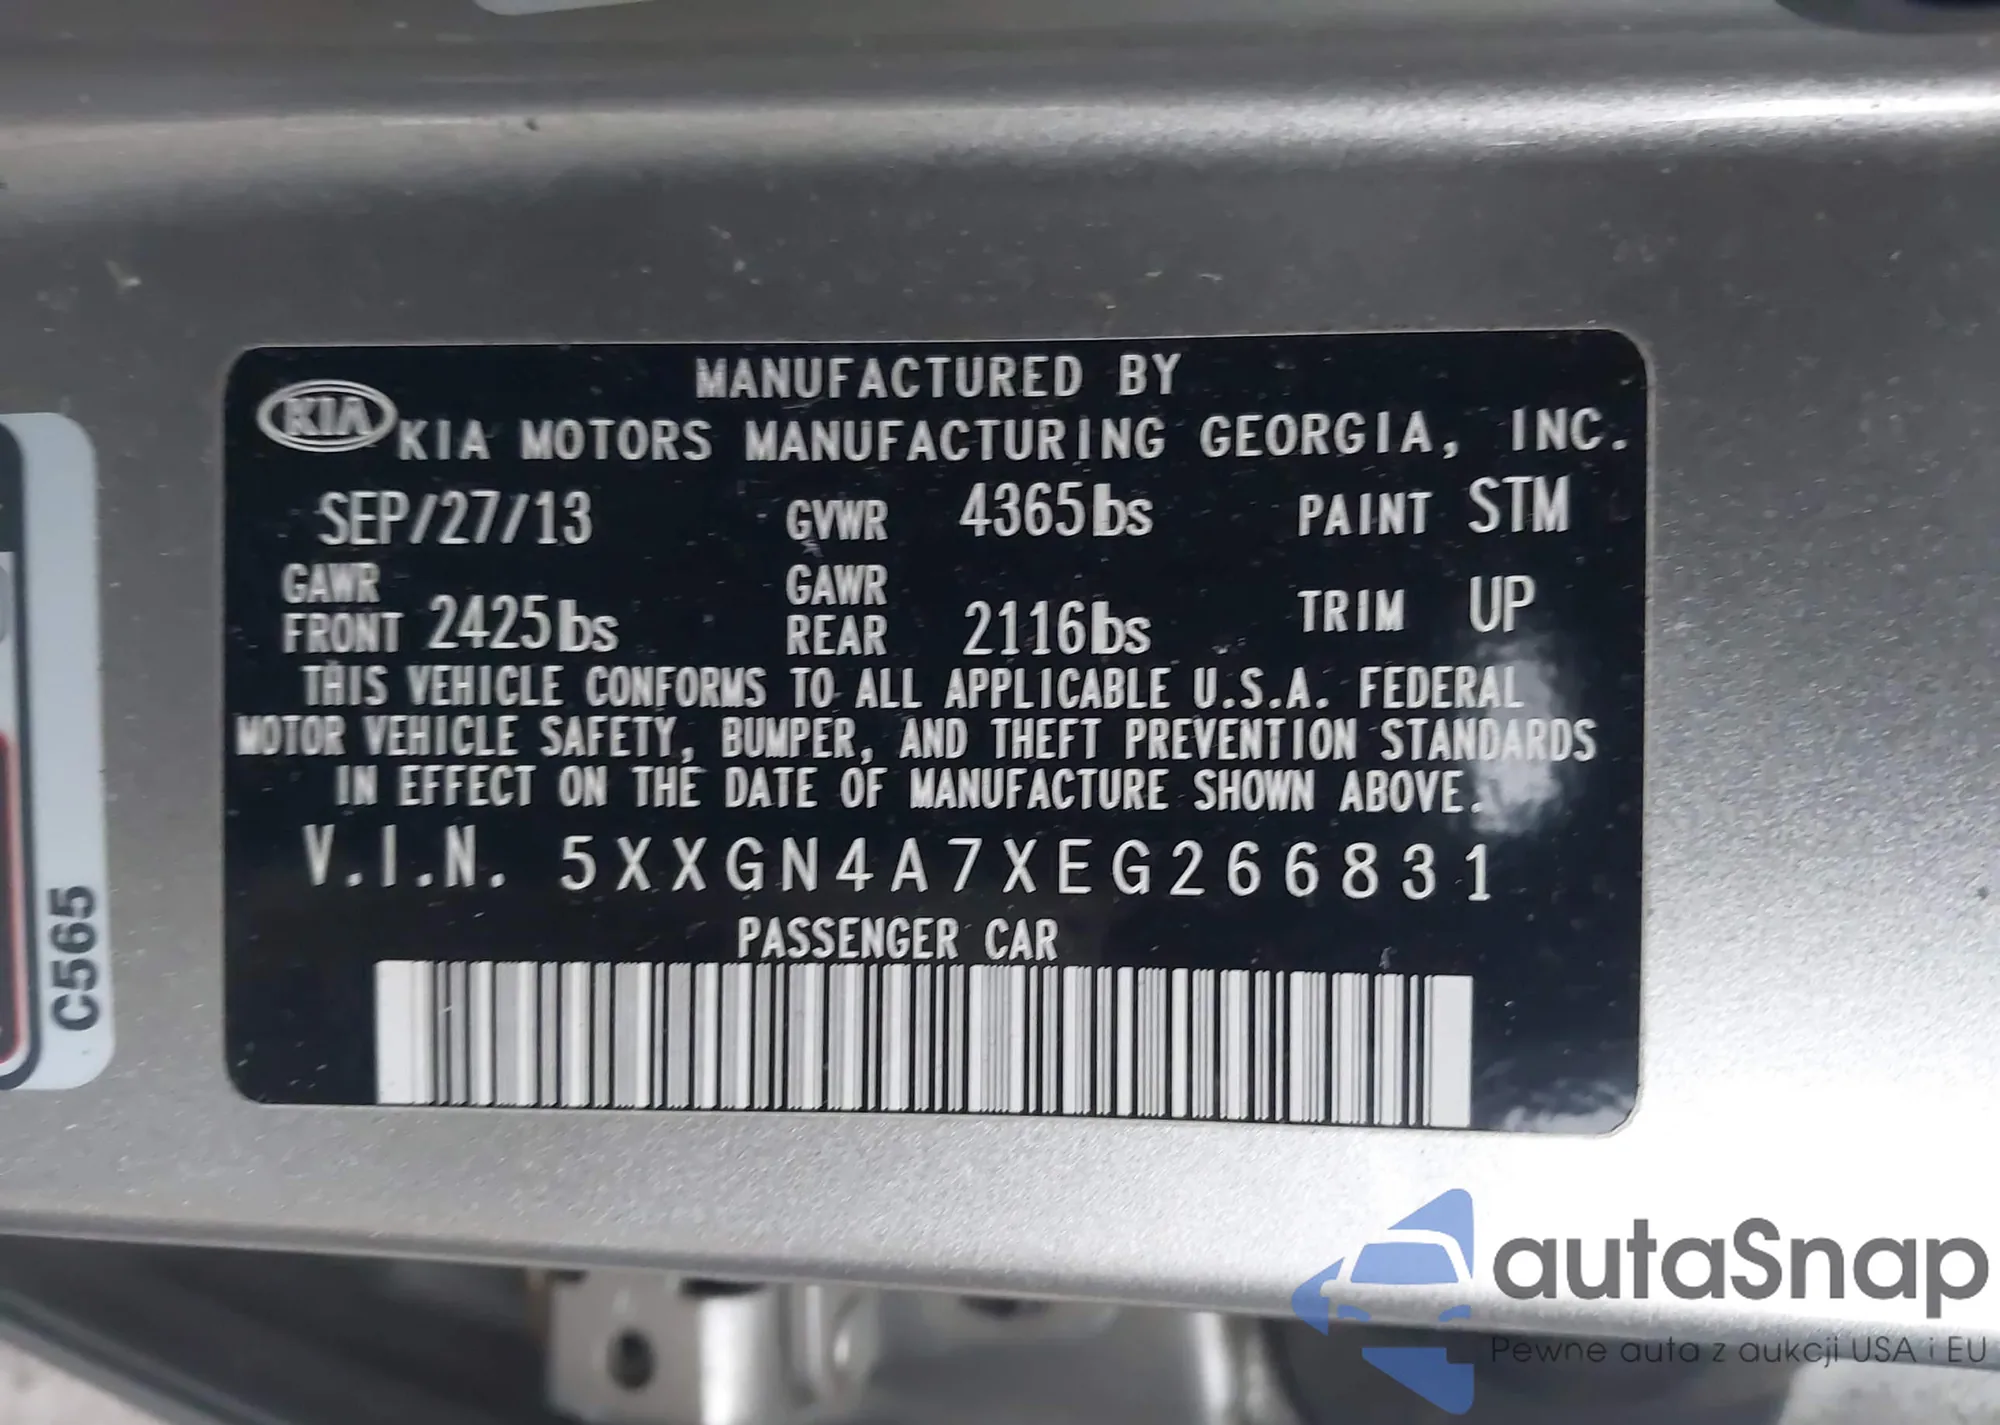 MANUFACTURED BY
KIA KIA MOTORS MANUFACTURING GEORGIA, INC.
SEP/27/13 GVWR 4365lbs PAINT STM
GAWR FRONT 2425lbs GAWR REAR 2116lbs TRIM UP
THIS VEHICLE CONFORMS TO ALL APPLICABLE U.S.A. FEDERAL
MOTOR VEHICLE SAFETY, BUMPER, AND THEFT PREVENTION STANDARDS
IN EFFECT ON THE DATE OF MANUFACTURE SHOWN ABOVE.
V.I.N. 5XXGN4A7XEG266831
PASSENGER CAR
C565
autaSnap
Pewne auta z aukcji USA i EU